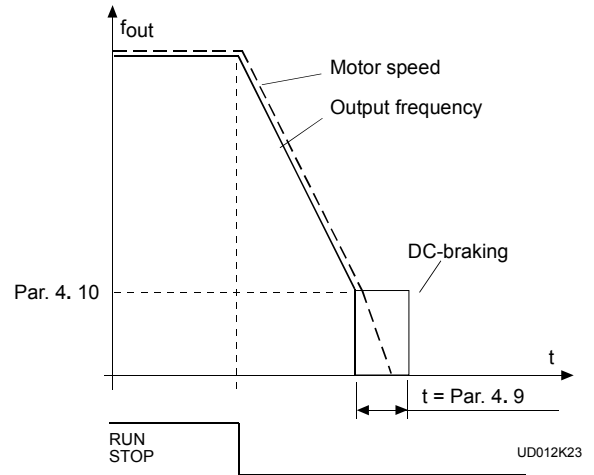 fout
Motor speed
Output frequency
DC-braking
Par. 4. 10
t
t = Par. 4. 9
RUN
STOP
UD012K23